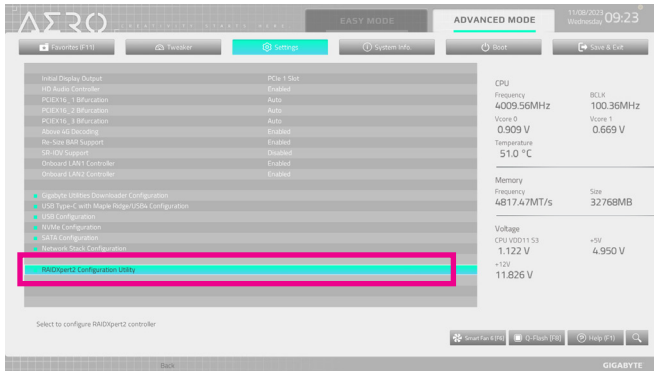 AERO
CREATIVITY STARTS HERE
EASY MODE
ADVANCED MODE
11/08/2023
Wednesday 09:23
Favorites (F11)
Tweaker
Settings
System Info.
Boot
Save & Exit
Initial Display Output PCIe 1 Slot
HD Audio Controller Enabled
PCIEX16_1 Bifurcation Auto
PCIEX16_2 Bifurcation Auto
PCIEX16_3 Bifurcation Auto
Above 4G Decoding Enabled
Re-Size BAR Support Enabled
SR-IOV Support Disabled
Onboard LAN1 Controller Enabled
Onboard LAN2 Controller Enabled
Gigabyte Utilities Downloader Configuration
USB Type-C with Maple Ridge/USB4 Configuration
USB Configuration
NVMe Configuration
SATA Configuration
Network Stack Configuration
RAIDXpert2 Configuration Utility
Select to configure RAIDXpert2 controller
CPU
Frequency BCLK
4009.56MHz 100.36MHz
Vcore 0 Vcore 1
0.909 V 0.669 V
Temperature
51.0 °C
Memory
Frequency Size
4817.47MT/s 32768MB
Voltage
CPU VDD11 S3 +5V
1.122 V 4.950 V
+12V
11.826 V
Smart Fan 6 [F6]
Q-Flash [F8]
Help (F1)
Back
GIGABYTE